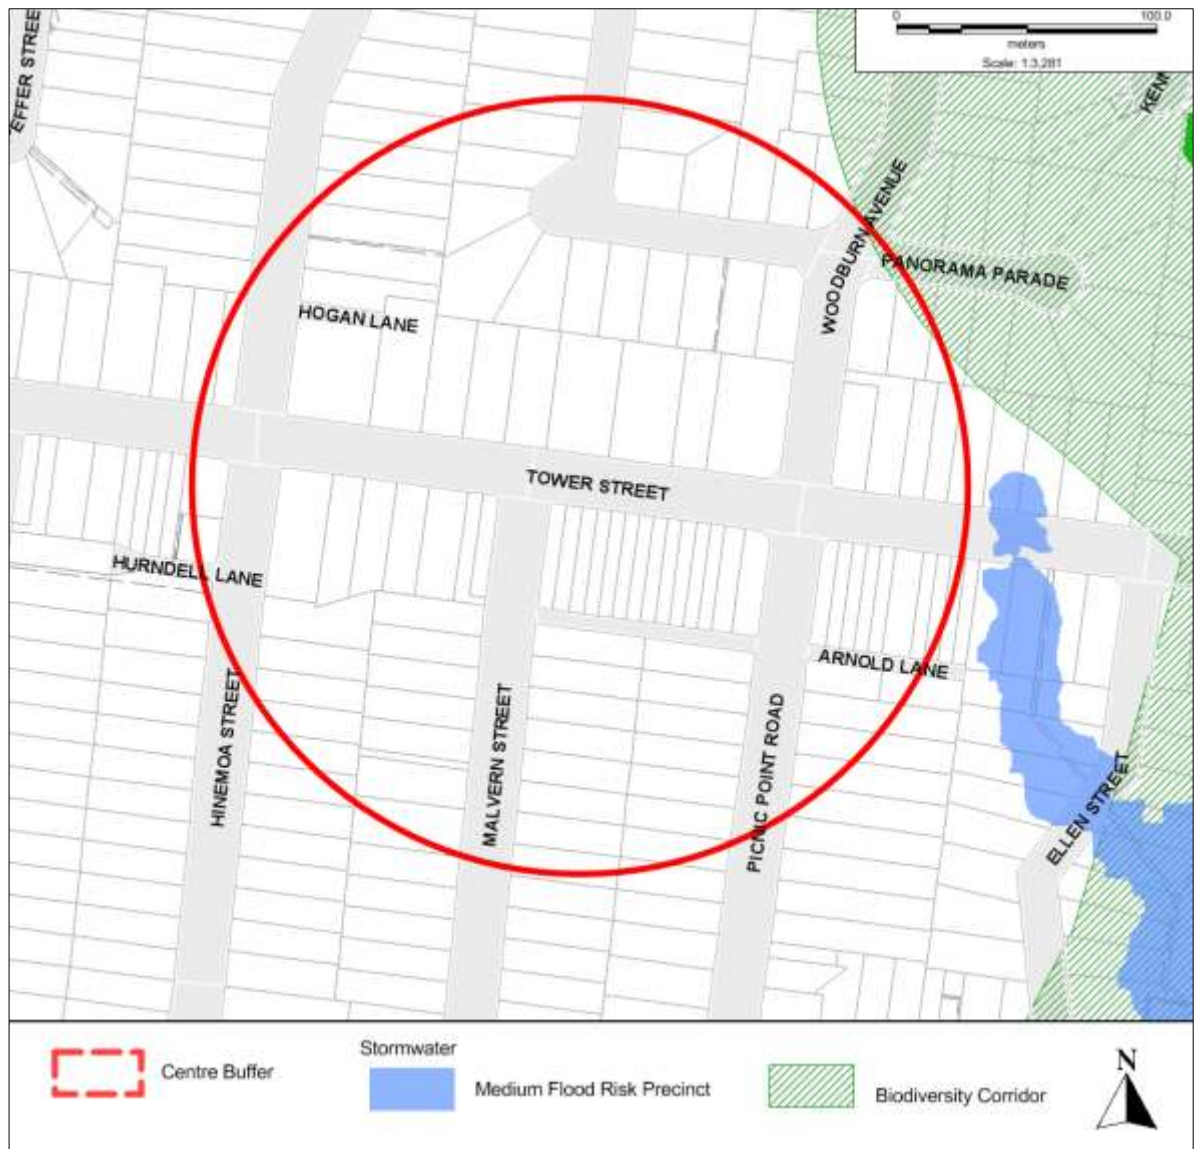 0 100.0
meters
Scale: 1:3,281
EFFER STREE
KENN
WOODBURN AVENUE
PANORAMA PARADE
HOGAN LANE
TOWER STREET
HURNDELL LANE
ARNOLD LANE
HINEMOA STREET
MALVERN STREET
PICNIC POINT ROAD
ELLEN STREET
Centre Buffer
Stormwater
Medium Flood Risk Precinct
Biodiversity Corridor
N